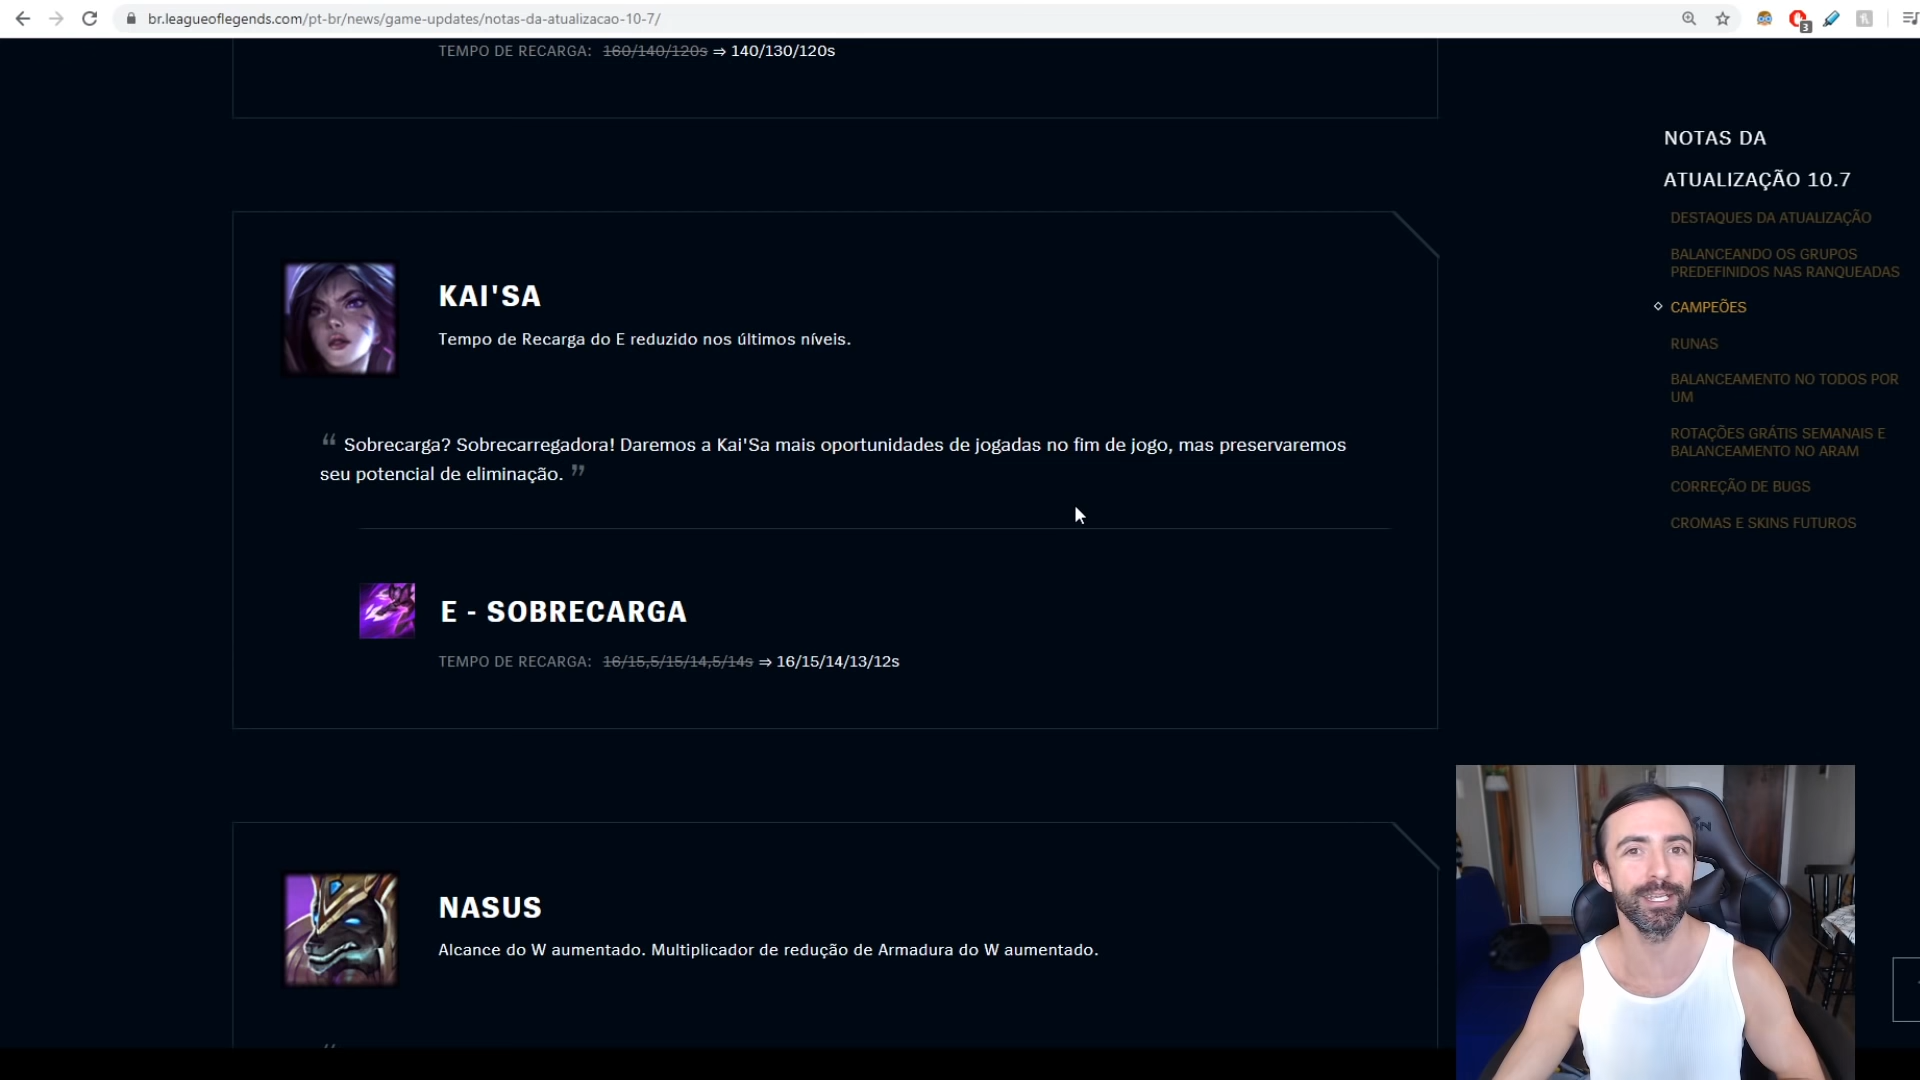 br.leagueoflegends.com/pt-br/news/game-updates/notas-da-atualizacao-10-7/
3
TEMPO DE RECARGA: 160/140/120s ⇒ 140/130/120s
NOTAS DA
ATUALIZAÇÃO 10.7
DESTAQUES DA ATUALIZAÇÃO
BALANCEANDO OS GRUPOS
PREDEFINIDOS NAS RANQUEADAS
CAMPEÕES
RUNAS
BALANCEAMENTO NO TODOS POR
UM
ROTAÇÕES GRÁTIS SEMANAIS E
BALANCEAMENTO NO ARAM
CORREÇÃO DE BUGS
CROMAS E SKINS FUTUROS
KAI'SA
Tempo de Recarga do E reduzido nos últimos níveis.
“ Sobrecarga? Sobrecarregadora! Daremos a Kai'Sa mais oportunidades de jogadas no fim de jogo, mas preservaremos
seu potencial de eliminação. ”
E - SOBRECARGA
TEMPO DE RECARGA: 16/15,5/15/14,5/14s ⇒ 16/15/14/13/12s
NASUS
Alcance do W aumentado. Multiplicador de redução de Armadura do W aumentado.